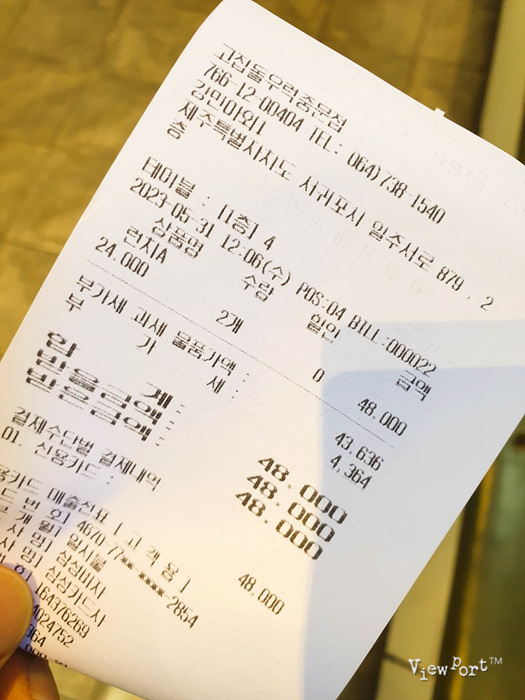 고집돌우럭중문점
766-12-00404 TEL: 064)738-1540
강민아외1
제주특별자치도 서귀포시 일주서로 879 , 2
층
테이블 : [1층] 4
2023-05-31 12:06(수) POS:04 BILL:000022
상품명 수량 할인 금액
런치A
24,000 2개 0 48,000
부가세 과세 물품가액: 43,636
부 가 세 : 4,364
합 계: 48,000
받을금액: 48,000
받은금액: 48,000
결제수단별 결제내역
01. 신용카드: 48,000
용카드 매출전표 [고객용]
드 번 호] 4670-77**-****-2854
부 개 월] 일시불
삼성비자
삼성카드사
164376269
4024752
364
ViewPort™